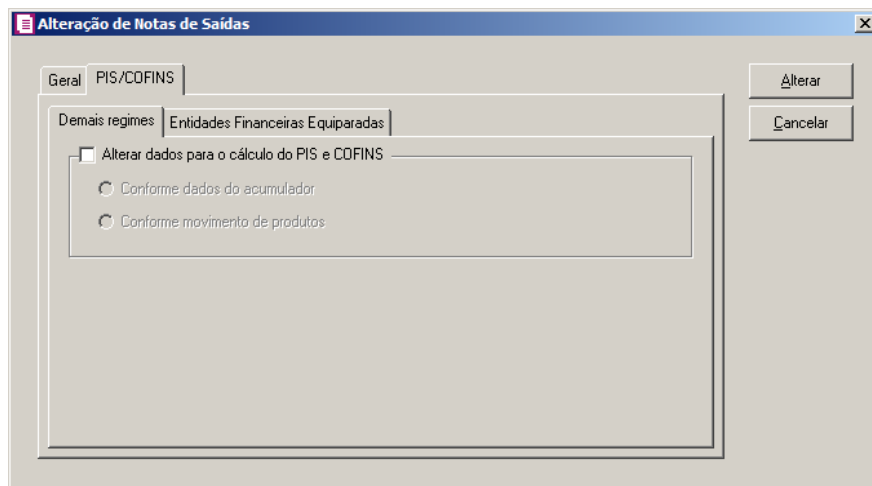 Alteração de Notas de Saídas
Geral PIS/COFINS
Alterar
Demais regimes Entidades Financeiras Equiparadas
Cancelar
Alterar dados para o cálculo do PIS e COFINS
Conforme dados do acumulador
Conforme movimento de produtos